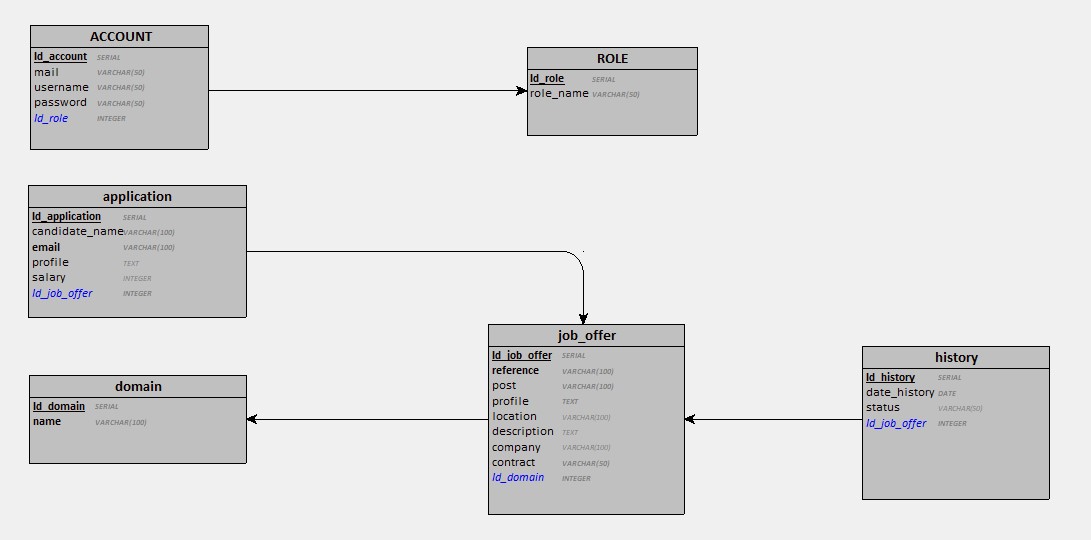 ACCOUNT
Id_account SERIAL
mail VARCHAR(50)
username VARCHAR(50)
password VARCHAR(50)
Id_role INTEGER
ROLE
Id_role SERIAL
role_name VARCHAR(50)
application
Id_application SERIAL
candidate_name VARCHAR(100)
email VARCHAR(100)
profile TEXT
salary INTEGER
Id_job_offer INTEGER
job_offer
Id_job_offer SERIAL
reference VARCHAR(100)
post VARCHAR(100)
profile TEXT
location VARCHAR(100)
description TEXT
company VARCHAR(100)
contract VARCHAR(50)
Id_domain INTEGER
history
Id_history SERIAL
date_history DATE
status VARCHAR(50)
Id_job_offer INTEGER
domain
Id_domain SERIAL
name VARCHAR(100)